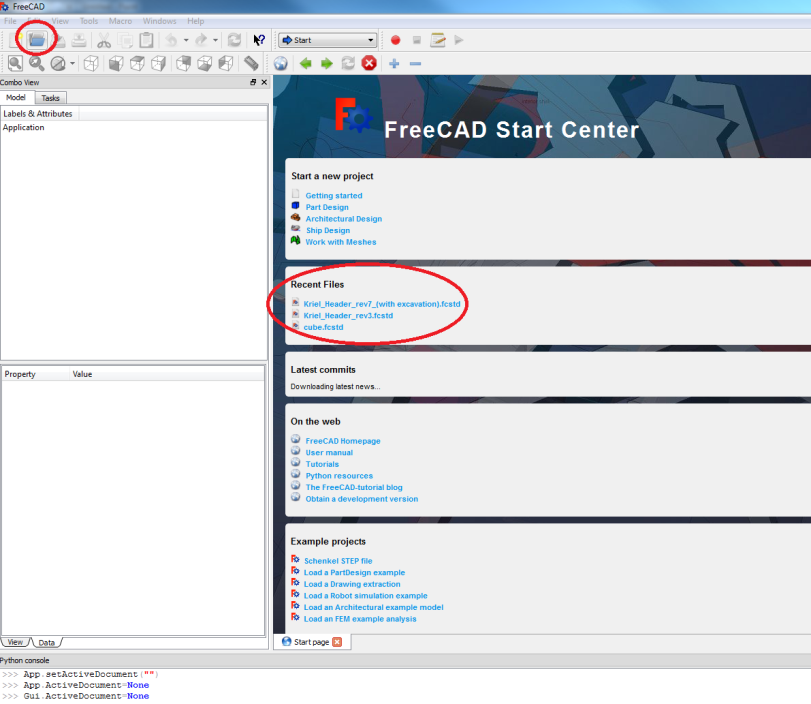 FreeCAD
File Edit View Tools Macro Windows Help
Start
Combo View
Model Tasks
Labels & Attributes
Application
FreeCAD Start Center
Start a new project
Getting started
Part Design
Architectural Design
Ship Design
Work with Meshes
Recent Files
Kriel_Header_rev7_(with excavation).fcstd
Kriel_Header_rev3.fcstd
cube.fcstd
Latest commits
Downloading latest news...
On the web
FreeCAD Homepage
User manual
Tutorials
Python resources
The FreeCAD-tutorial blog
Obtain a development version
Example projects
Schenkel STEP file
Load a PartDesign example
Load a Drawing extraction
Load a Robot simulation example
Load an Architectural example model
Load an FEM example analysis
Property Value
View Data
Start page
Python console
>>> App.setActiveDocument("")
>>> App.ActiveDocument=None
>>> Gui.ActiveDocument=None